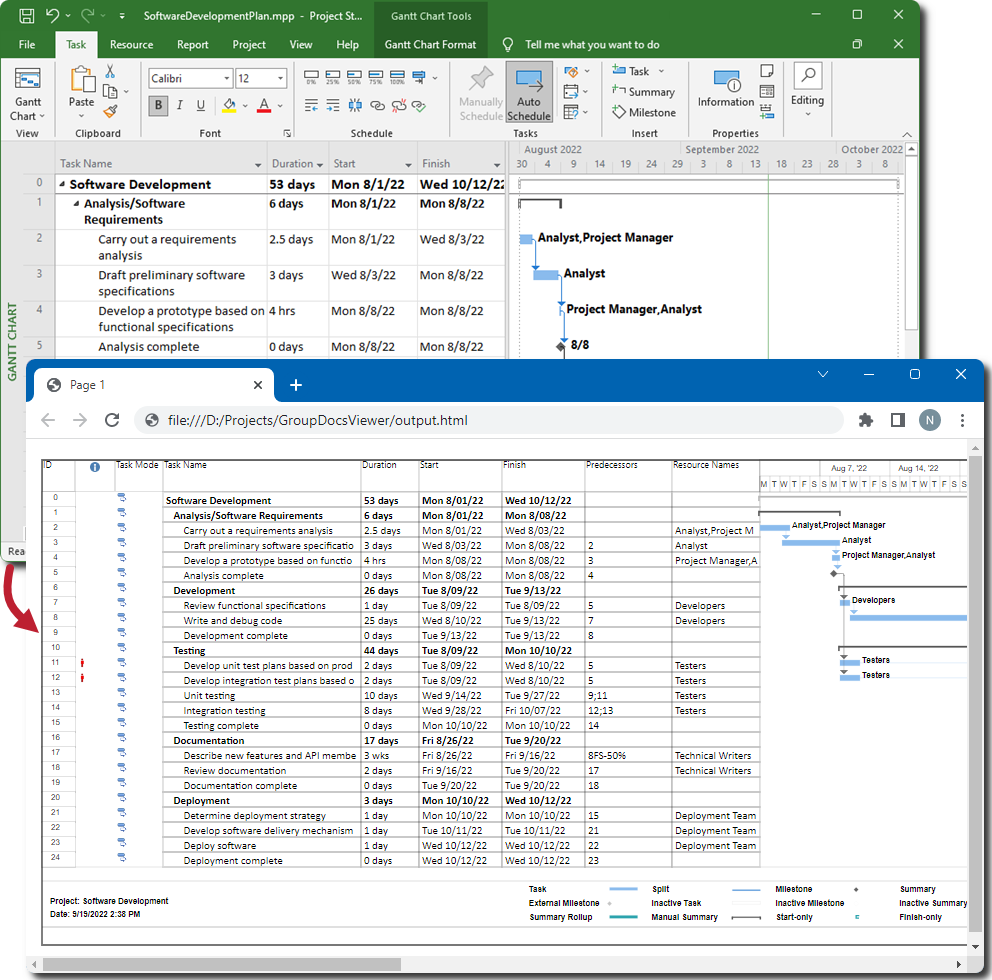 SoftwareDevelopmentPlan.mpp - Project St...
Gantt Chart Tools
File Task Resource Report Project View Help Gantt Chart Format Tell me what you want to do
Gantt Chart
View
Paste
Clipboard
Calibri 12
B I U A
Font
0% 25% 50% 75% 100%
Schedule
Manually Schedule
Auto Schedule
Tasks
Task
Summary
Milestone
Insert
Information
Properties
Editing
August 2022 September 2022 October 2022
Task Name Duration Start Finish 30 4 9 14 19 24 29 3 8 13 18 23 28 3 8
0 Software Development 53 days Mon 8/1/22 Wed 10/12/22
1 Analysis/Software Requirements 6 days Mon 8/1/22 Mon 8/8/22
2 Carry out a requirements analysis 2.5 days Mon 8/1/22 Wed 8/3/22 Analyst,Project Manager
3 Draft preliminary software specifications 3 days Wed 8/3/22 Mon 8/8/22 Analyst
4 Develop a prototype based on functional specifications 4 hrs Mon 8/8/22 Mon 8/8/22 Project Manager,Analyst
5 Analysis complete 0 days Mon 8/8/22 Mon 8/8/22 8/8
GANTT CHART
Rea
Page 1
file:///D:/Projects/GroupDocsViewer/output.html
N
ID Task Mode Task Name Duration Start Finish Predecessors Resource Names
Aug 7, '22 Aug 14, '22
M T W T F S S M T W T F S S M T W T F S S
0 Software Development 53 days Mon 8/01/22 Wed 10/12/22
1 Analysis/Software Requirements 6 days Mon 8/01/22 Mon 8/08/22
2 Carry out a requirements analysis 2.5 days Mon 8/01/22 Wed 8/03/22 Analyst,Project M Analyst,Project Manager
3 Draft preliminary software specificatio 3 days Wed 8/03/22 Mon 8/08/22 2 Analyst Analyst
4 Develop a prototype based on functio 4 hrs Mon 8/08/22 Mon 8/08/22 3 Project Manager,A Project Manager,Analyst
5 Analysis complete 0 days Mon 8/08/22 Mon 8/08/22 4
6 Development 26 days Tue 8/09/22 Tue 9/13/22
7 Review functional specifications 1 day Tue 8/09/22 Tue 8/09/22 5 Developers Developers
8 Write and debug code 25 days Wed 8/10/22 Tue 9/13/22 7 Developers
9 Development complete 0 days Tue 9/13/22 Tue 9/13/22 8
10 Testing 44 days Tue 8/09/22 Mon 10/10/22
11 Develop unit test plans based on prod 2 days Tue 8/09/22 Wed 8/10/22 5 Testers Testers
12 Develop integration test plans based o 2 days Tue 8/09/22 Wed 8/10/22 5 Testers Testers
13 Unit testing 10 days Wed 9/14/22 Tue 9/27/22 9;11 Testers
14 Integration testing 8 days Wed 9/28/22 Fri 10/07/22 12;13 Testers
15 Testing complete 0 days Mon 10/10/22 Mon 10/10/22 14
16 Documentation 17 days Fri 8/26/22 Tue 9/20/22
17 Describe new features and API membe 3 wks Fri 8/26/22 Fri 9/16/22 8FS-50% Technical Writers
18 Review documentation 2 days Fri 9/16/22 Tue 9/20/22 17 Technical Writers
19 Documentation complete 0 days Tue 9/20/22 Tue 9/20/22 18
20 Deployment 3 days Mon 10/10/22 Wed 10/12/22
21 Determine deployment strategy 1 day Mon 10/10/22 Mon 10/10/22 15 Deployment Team
22 Develop software delivery mechanism 1 day Tue 10/11/22 Tue 10/11/22 21 Deployment Team
23 Deploy software 1 day Wed 10/12/22 Wed 10/12/22 22 Deployment Team
24 Deployment complete 0 days Wed 10/12/22 Wed 10/12/22 23
Project: Software Development
Date: 9/19/2022 2:38 PM
Task Split Milestone Summary
External Milestone Inactive Task Inactive Milestone Inactive Summary
Summary Rollup Manual Summary Start-only Finish-only